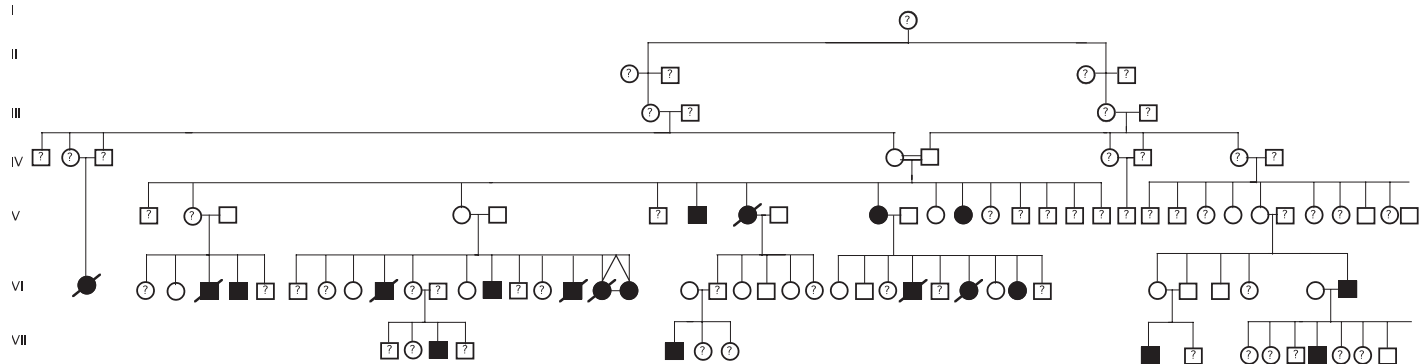 I ?
II ? ? ? ?
III ? ? ? ?
IV ? ? ? ? ? ? ?
V ? ? ? ? ? ? ? ? ? ? ? ? ? ? ? ?
VI ? ? ? ? ? ? ? ? ? ? ? ? ? ?
VII ? ? ? ? ? ? ? ? ? ? ?